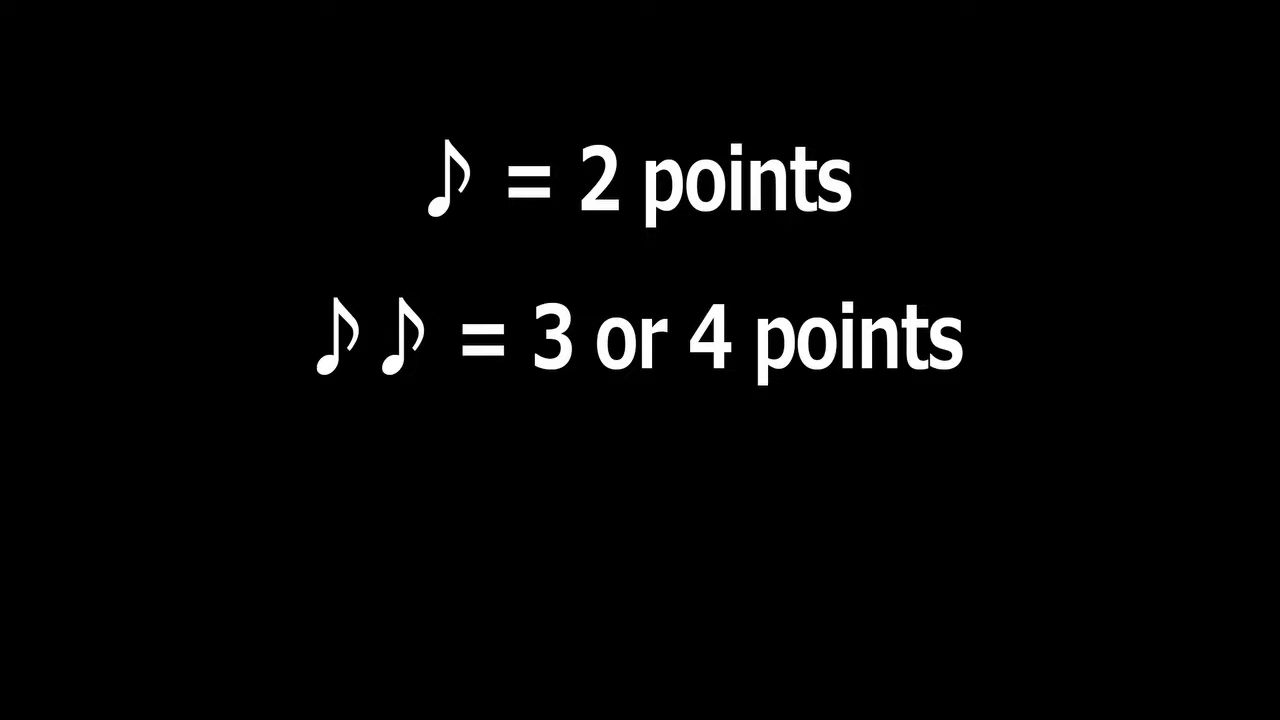 ♪ = 2 points
♪♪ = 3 or 4 points